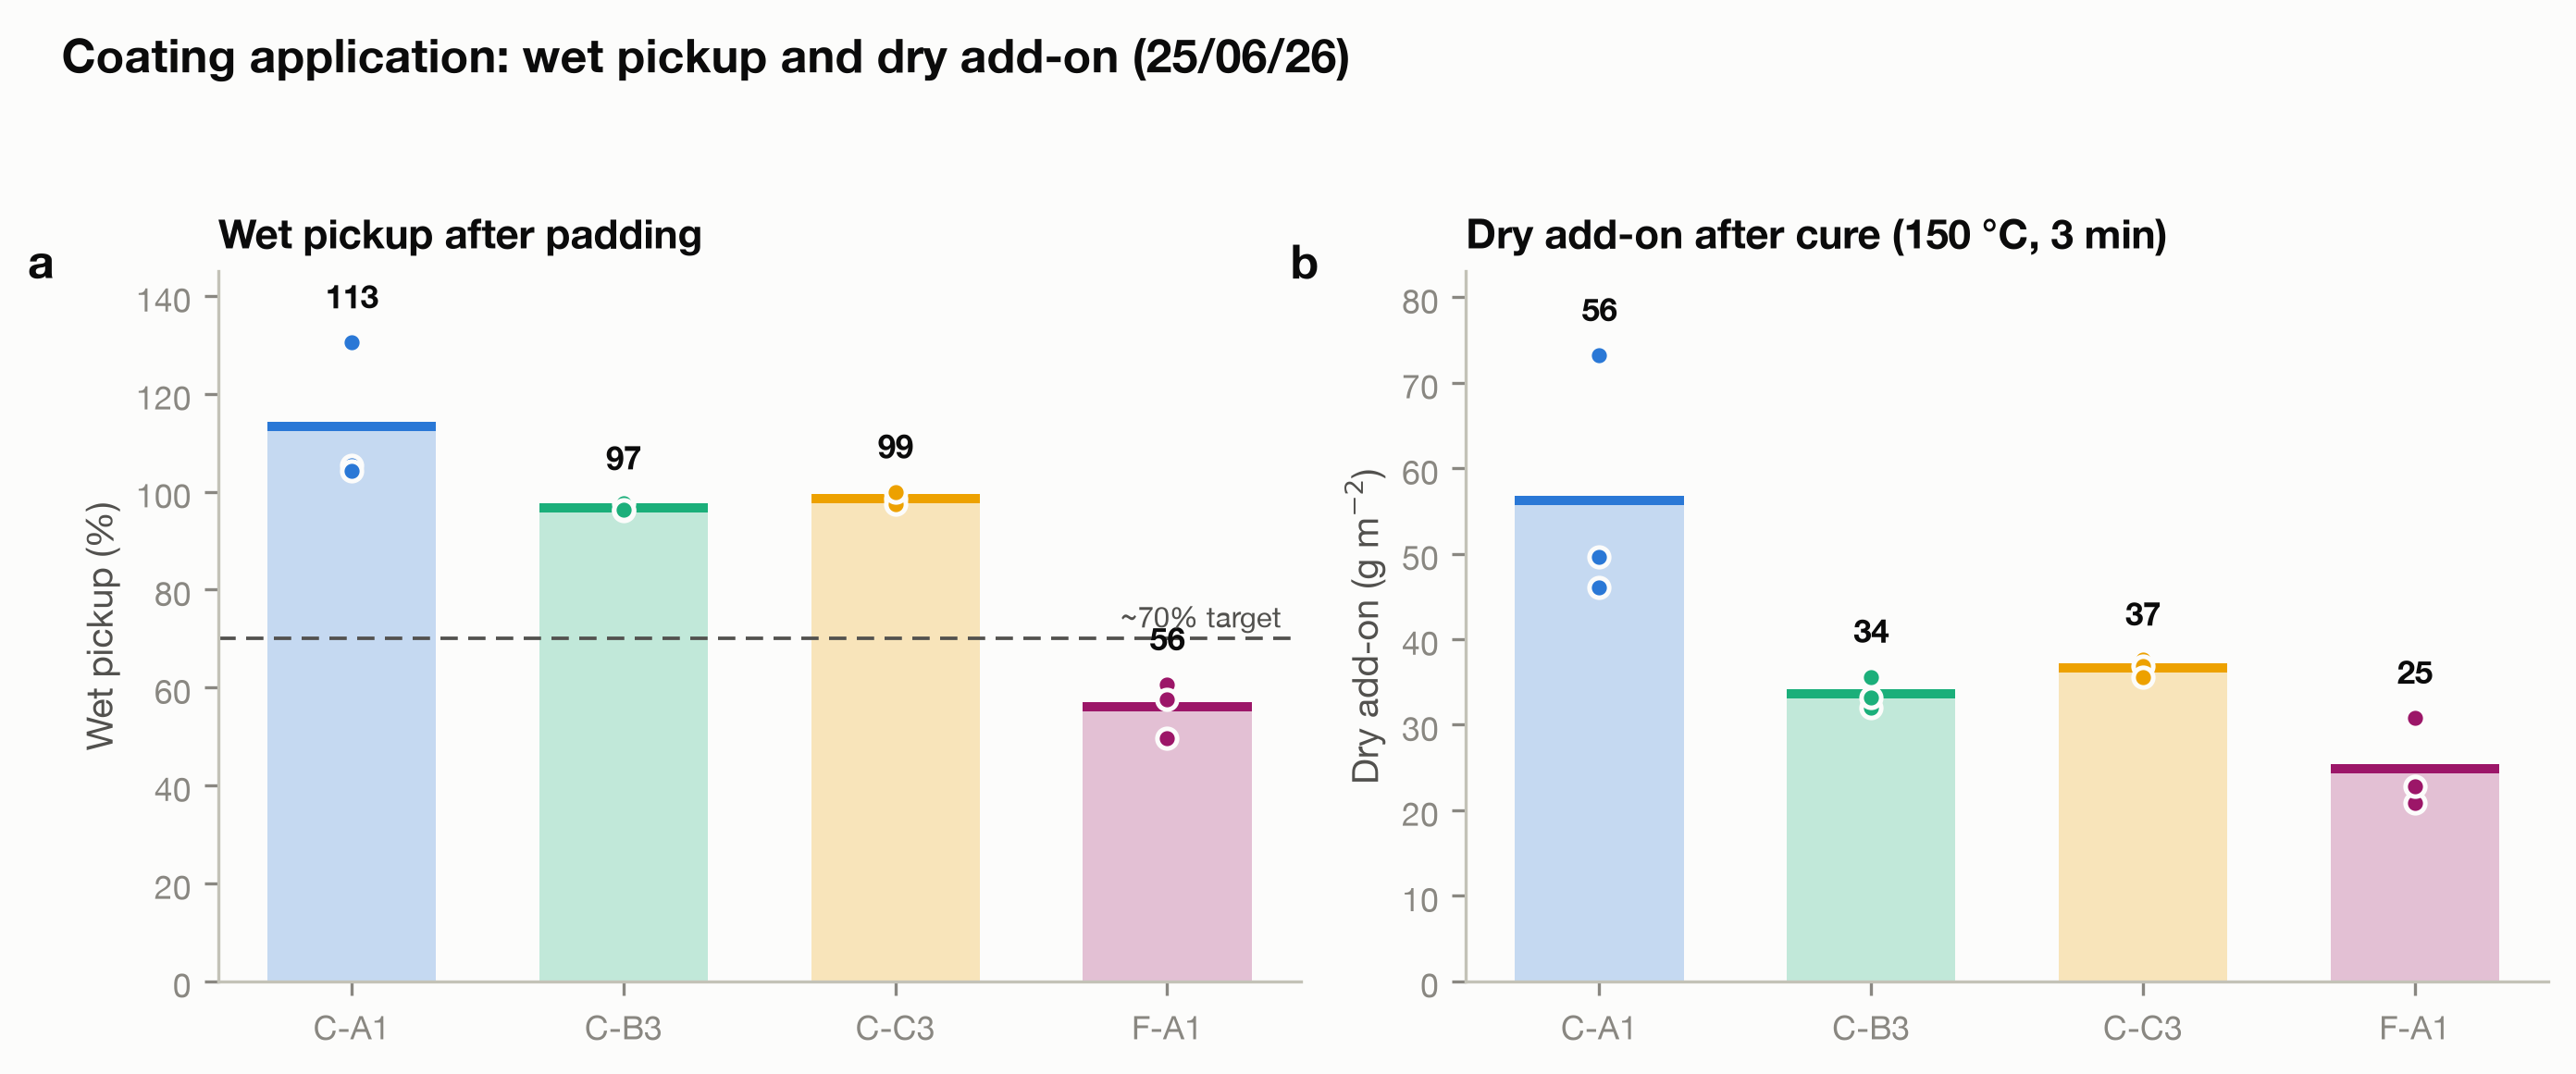 Coating application: wet pickup and dry add-on (25/06/26)
a
Wet pickup after padding
Wet pickup (%)
140
120
100
80
60
40
20
0
113
97
99
56
~70% target
C-A1
C-B3
C-C3
F-A1
b
Dry add-on after cure (150 °C, 3 min)
Dry add-on (g m⁻²)
80
70
60
50
40
30
20
10
0
56
34
37
25
C-A1
C-B3
C-C3
F-A1